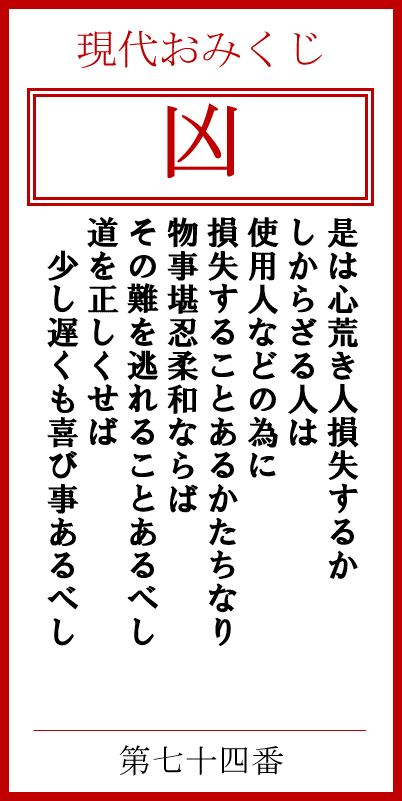 現代おみくじ
凶
是は心荒き人損失するか
しからざる人は
使用人などの為に
損失することあるかたちなり
物事堪忍柔和ならば
その難を逃れることあるべし
道を正しくせば
少し遅くも喜び事あるべし
第七十四番